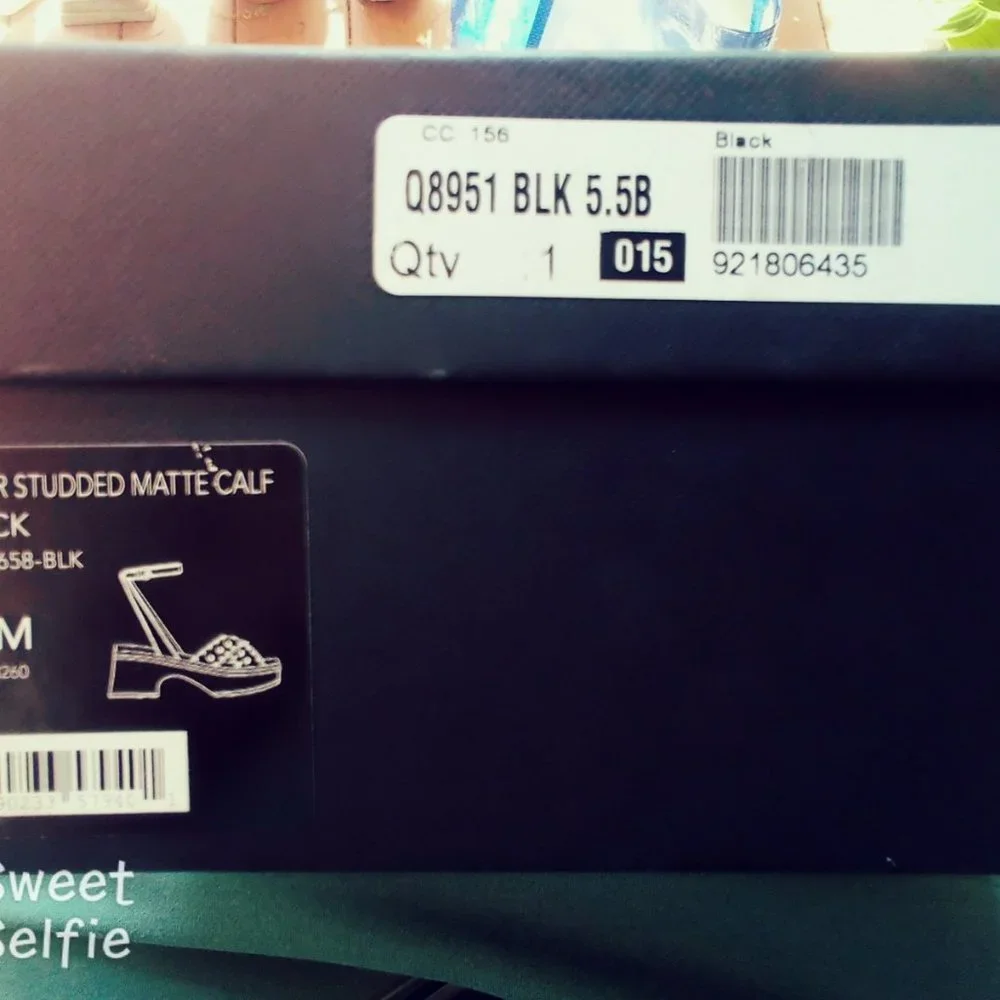 CC 156
Black
Q8951 BLK 5.5B
Qty 1 015
921806435
R STUDDED MATTE CALF
CK
658-BLK
M
260
Sweet
Selfie